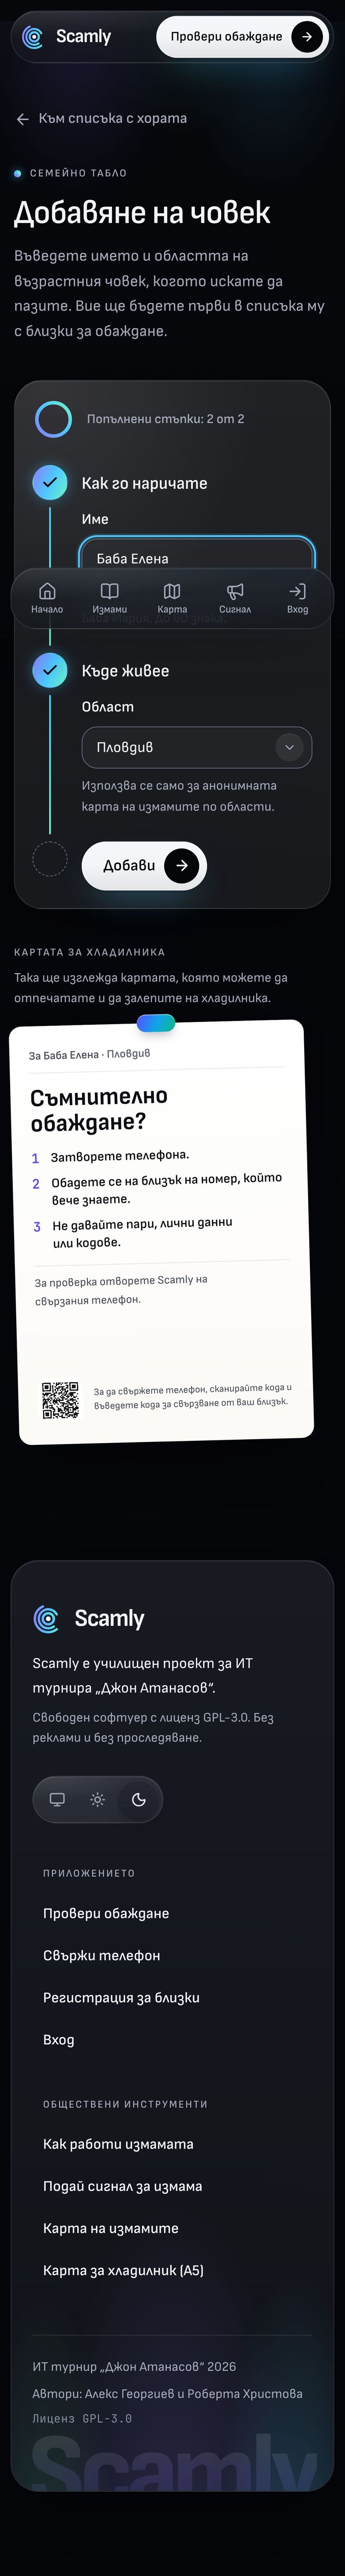 Scamly
Провери обаждане
Към списъка с хората
СЕМЕЙНО ТАБЛО
Добавяне на човек
Въведете името и областта на
възрастния човек, когото искате да
пазите. Вие ще бъдете първи в списъка му
с близки за обаждане.
Попълнени стъпки: 2 от 2
Как го наричате
Име
Баба Елена
Начало
Измами
Карта
Сигнал
Вход
Баба Мария. До 60 знака.
Къде живее
Област
Пловдив
Използва се само за анонимната
карта на измамите по области.
Добави
КАРТАТА ЗА ХЛАДИЛНИКА
Така ще изглежда картата, която можете да
отпечатате и да залепите на хладилника.
За Баба Елена · Пловдив
Съмнително
обаждане?
1 Затворете телефона.
2 Обадете се на близък на номер, който
вече знаете.
3 Не давайте пари, лични данни
или кодове.
За проверка отворете Scamly на
свързания телефон.
За да свържете телефон, сканирайте кода и
въведете кода за свързване от ваш близък.
Scamly
Scamly е училищен проект за ИТ
турнира „Джон Атанасов“.
Свободен софтуер с лиценз GPL-3.0. Без
реклами и без проследяване.
ПРИЛОЖЕНИЕТО
Провери обаждане
Свържи телефон
Регистрация за близки
Вход
ОБЩЕСТВЕНИ ИНСТРУМЕНТИ
Как работи измамата
Подай сигнал за измама
Карта на измамите
Карта за хладилник (А5)
ИТ турнир „Джон Атанасов“ 2026
Автори: Алекс Георгиев и Роберта Христова
Лиценз GPL-3.0
Scamly